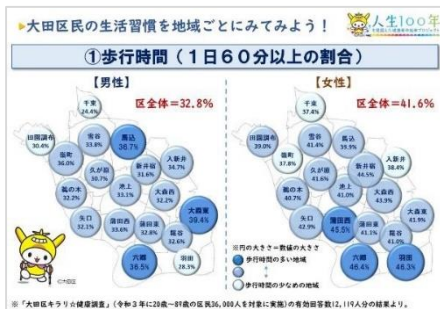 ▶大田区民の生活習慣を地域ごとにみてみよう！
人生100年
①歩行時間（１日６０分以上の割合）
【男性】
区全体＝32.8％
千束
24.4%
田園調布
30.4%
雪谷
33.8%
馬込
36.7%
嶺町
36.0%
久が原
30.7%
新井宿
31.6%
入新井
34.7%
鵜の木
32.2%
池上
33.1%
大森西
32.2%
大森東
39.4%
矢口
32.1%
蒲田西
33.6%
蒲田東
32.8%
糀谷
32.6%
六郷
36.5%
羽田
28.5%
©大田区
【女性】
区全体＝41.6％
千束
37.4%
田園調布
39.0%
雪谷
41.4%
馬込
39.9%
嶺町
37.8%
久が原
41.6%
新井宿
44.5%
入新井
38.4%
鵜の木
40.7%
池上
41.0%
大森西
43.9%
大森東
41.9%
矢口
42.9%
蒲田西
45.5%
蒲田東
41.1%
糀谷
41.0%
六郷
46.4%
羽田
46.3%
※円の大きさ＝数値の大きさ
歩行時間の多い地域
歩行時間の少なめの地域
※「大田区キラリ☆健康調査」（令和３年に20歳～89歳の区民36,000人を対象に実施）の有効回答数12,119人分の結果より。